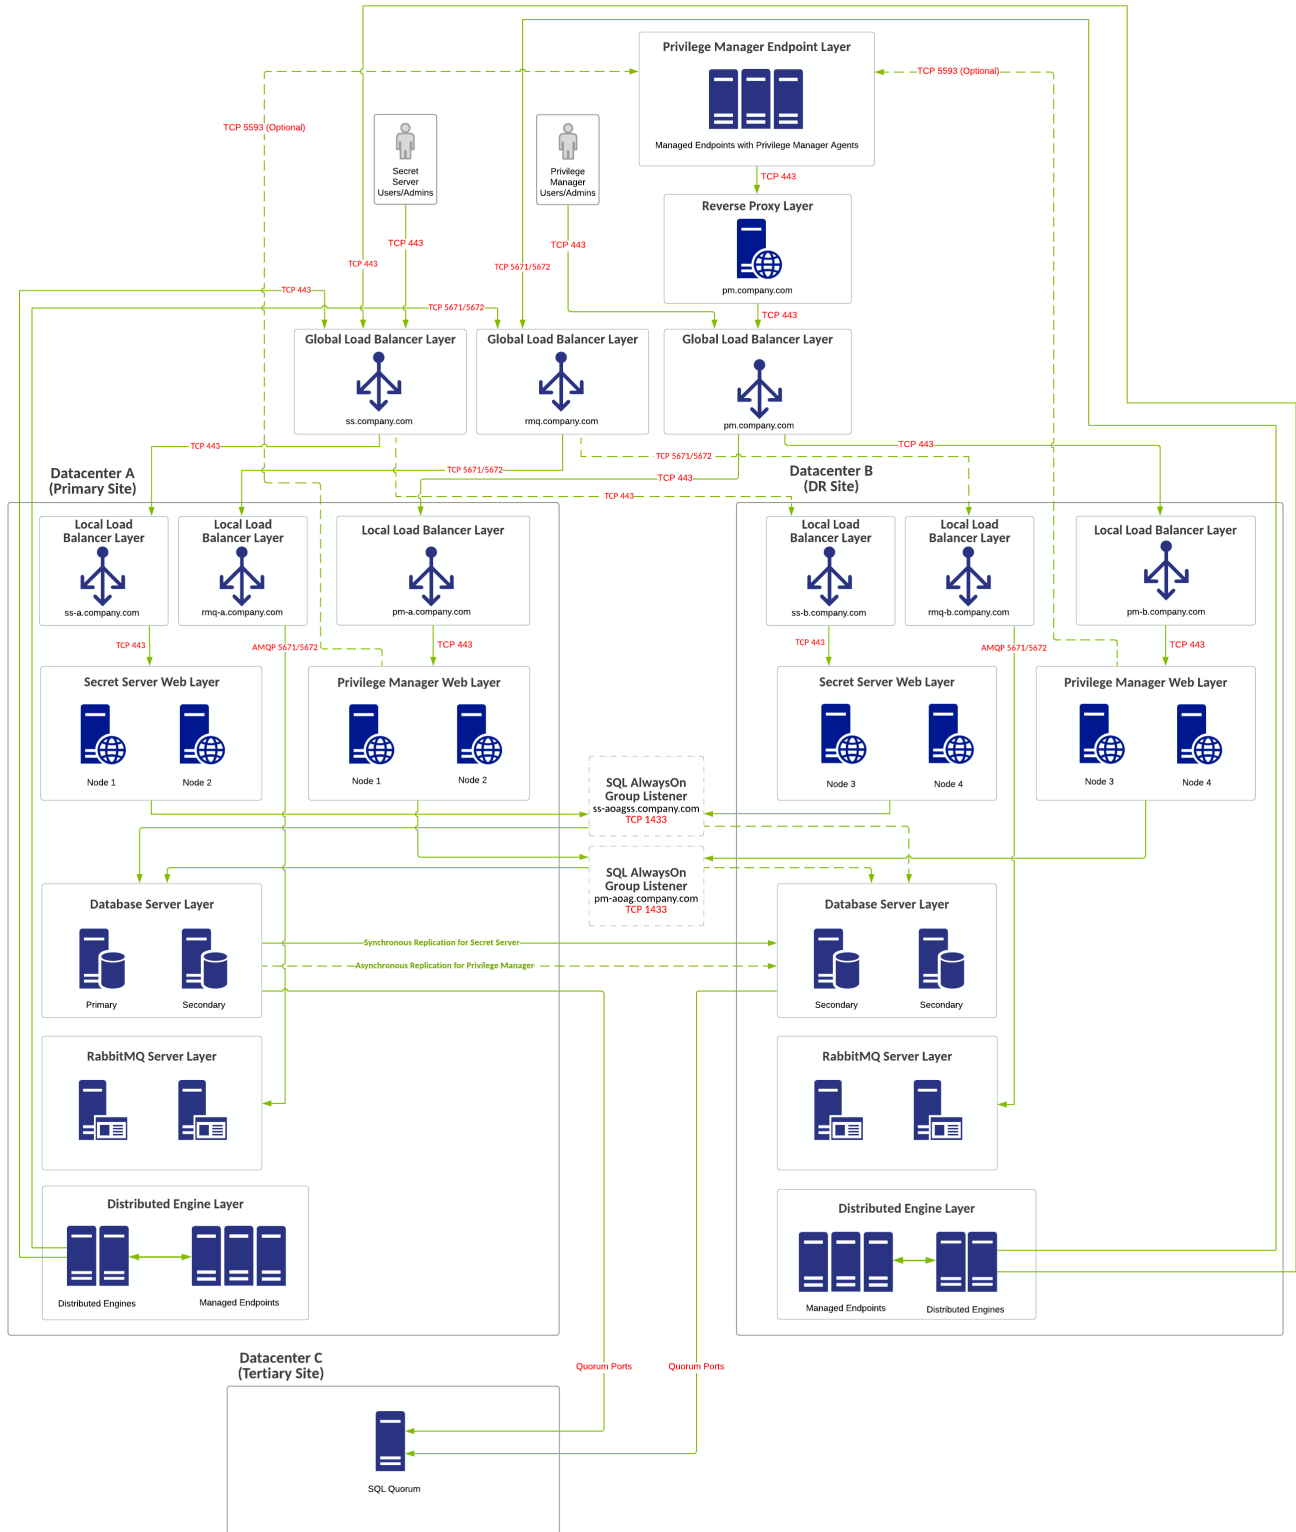 Privilege Manager Endpoint Layer
TCP 5593 (Optional)
Managed Endpoints with Privilege Manager Agents
TCP 5593 (Optional)
Secret
Server
Users/Admins
Privilege
Manager
Users/Admins
TCP 443
Reverse Proxy Layer
pm.company.com
TCP 443
TCP 443
TCP 443
TCP 5671/5672
TCP 443
TCP 5671/5672
TCP 443
Global Load Balancer Layer
ss.company.com
Global Load Balancer Layer
rmq.company.com
Global Load Balancer Layer
pm.company.com
TCP 443
TCP 443
TCP 5671/5672
TCP 5671/5672
TCP 443
TCP 443
Datacenter A
(Primary Site)
Datacenter B
(DR Site)
Local Load
Balancer Layer
ss-a.company.com
Local Load
Balancer Layer
rmq-a.company.com
Local Load Balancer Layer
pm-a.company.com
Local Load
Balancer Layer
ss-b.company.com
Local Load
Balancer Layer
rmq-b.company.com
Local Load Balancer Layer
pm-b.company.com
TCP 443
AMQP 5671/5672
TCP 443
TCP 443
AMQP 5671/5672
TCP 443
Secret Server Web Layer
Node 1
Node 2
Privilege Manager Web Layer
Node 1
Node 2
Secret Server Web Layer
Node 3
Node 4
Privilege Manager Web Layer
Node 3
Node 4
SQL AlwaysOn
Group Listener
ss-aoagss.company.com
TCP 1433
SQL AlwaysOn
Group Listener
pm-aoag.company.com
TCP 1433
Database Server Layer
Primary
Secondary
Synchronous Replication for Secret Server
Asynchronous Replication for Privilege Manager
Database Server Layer
Secondary
Secondary
RabbitMQ Server Layer
RabbitMQ Server Layer
Distributed Engine Layer
Distributed Engines
Managed Endpoints
Distributed Engine Layer
Managed Endpoints
Distributed Engines
Datacenter C
(Tertiary Site)
Quorum Ports
Quorum Ports
SQL Quorum